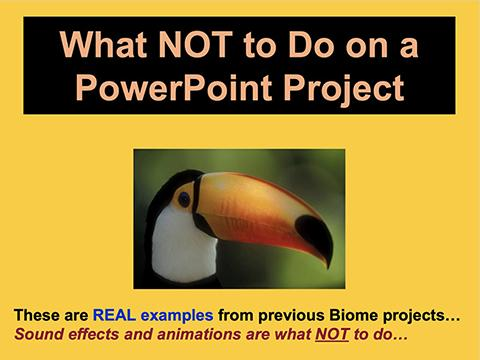 What NOT to Do on a
PowerPoint Project
These are REAL examples from previous Biome projects…
Sound effects and animations are what NOT to do…